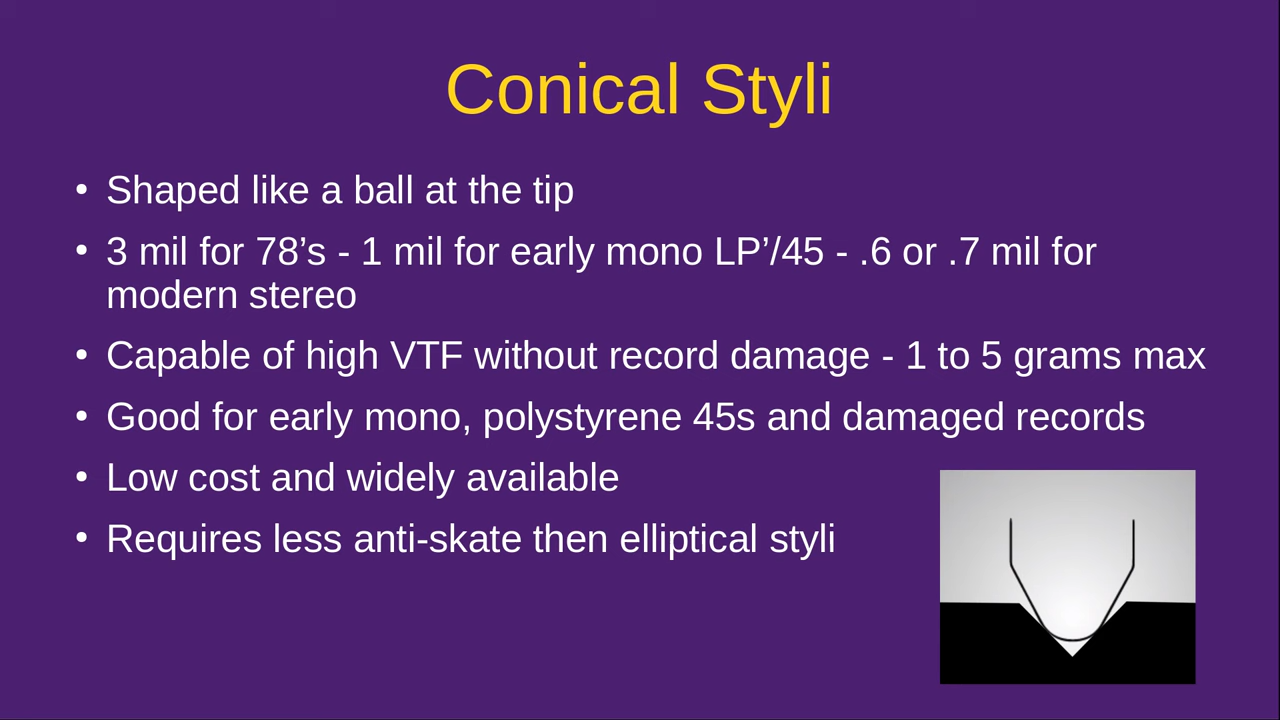 Conical Styli
• Shaped like a ball at the tip
• 3 mil for 78’s - 1 mil for early mono LP’/45 - .6 or .7 mil for
modern stereo
• Capable of high VTF without record damage - 1 to 5 grams max
• Good for early mono, polystyrene 45s and damaged records
• Low cost and widely available
• Requires less anti-skate then elliptical styli